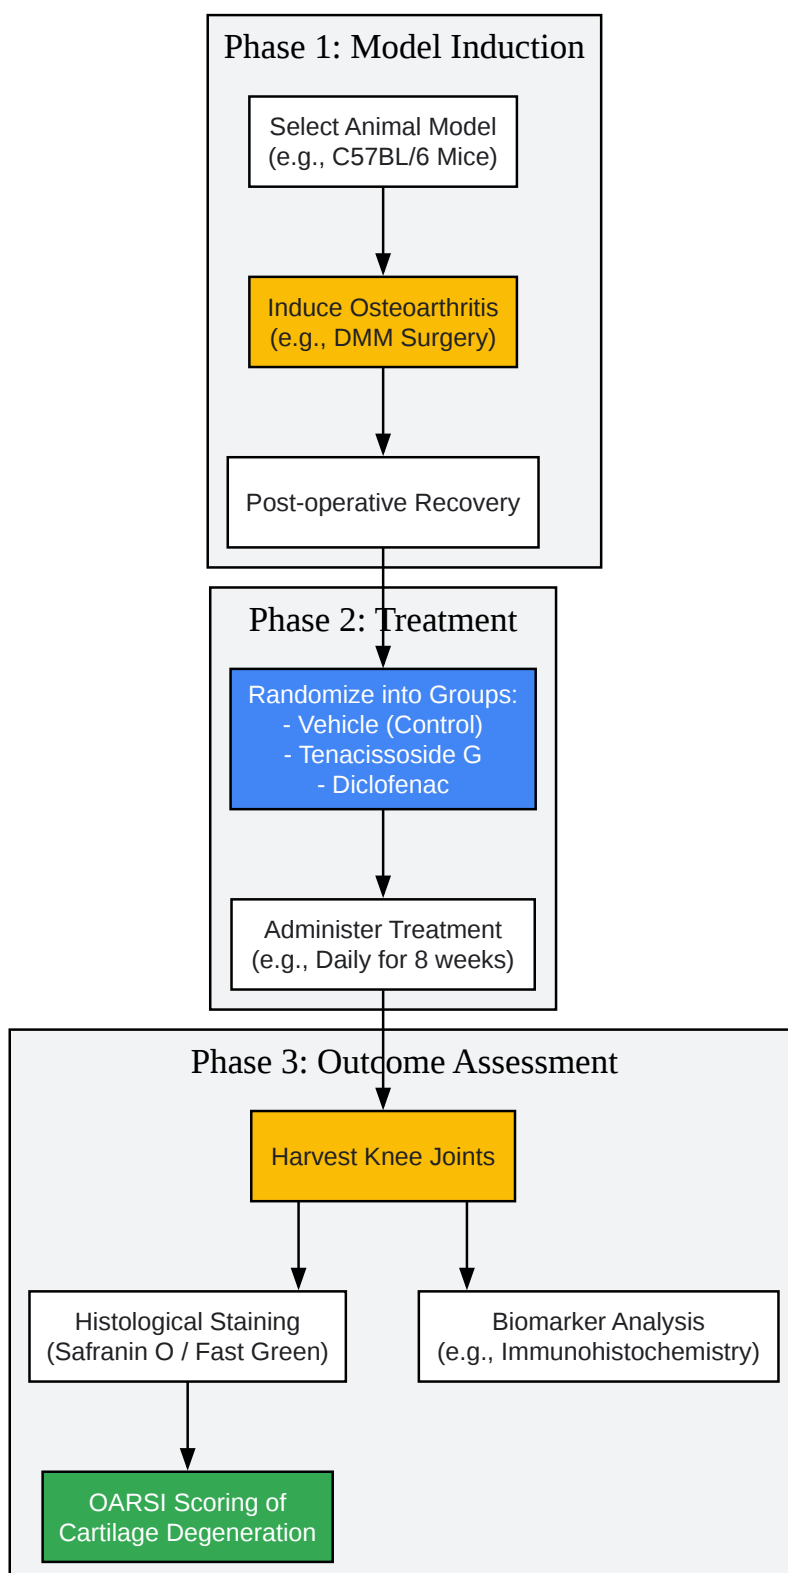 Phase 1: Model Induction
Select Animal Model
(e.g., C57BL/6 Mice)
Induce Osteoarthritis
(e.g., DMM Surgery)
Post-operative Recovery
Phase 2: Treatment
Randomize into Groups:
- Vehicle (Control)
- Tenacissoside G
- Diclofenac
Administer Treatment
(e.g., Daily for 8 weeks)
Phase 3: Outcome Assessment
Harvest Knee Joints
Histological Staining
(Safranin O / Fast Green)
Biomarker Analysis
(e.g., Immunohistochemistry)
OARSI Scoring of
Cartilage Degeneration